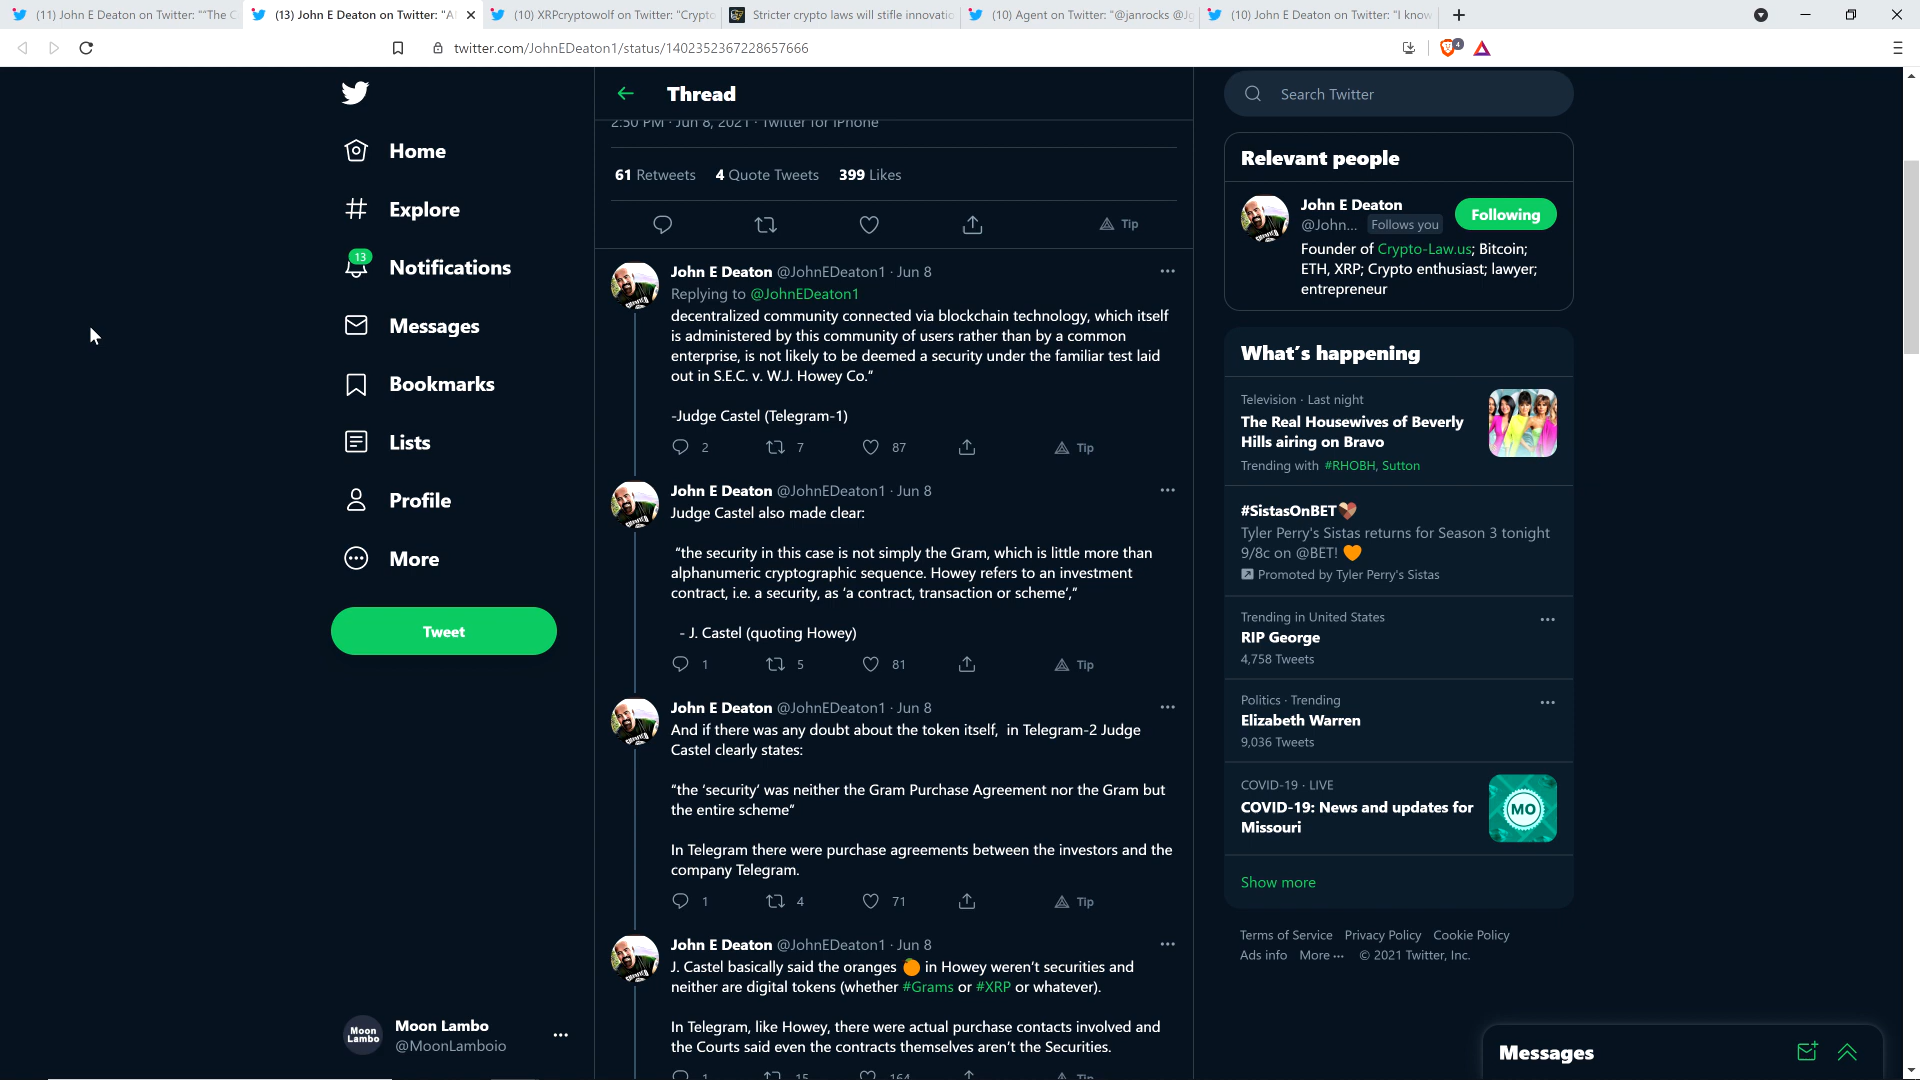 (11) John E Deaton on Twitter: "“The C
(13) John E Deaton on Twitter: "A
(10) XRPcryptowolf on Twitter: "Crypto
Stricter crypto laws will stifle innovatio
(10) Agent on Twitter: "@janrocks @Jg
(10) John E Deaton on Twitter: "I know
twitter.com/JohnEDeaton1/status/1402352367228657666
4
Home
Explore
13
Notifications
Messages
Bookmarks
Lists
Profile
More
Tweet
Moon Lambo
Moon Lambo
@MoonLamboio
Thread
2:50 PM · Jun 8, 2021 · Twitter for iPhone
61 Retweets 4 Quote Tweets 399 Likes
Tip
John E Deaton @JohnEDeaton1 · Jun 8
Replying to @JohnEDeaton1
decentralized community connected via blockchain technology, which itself
is administered by this community of users rather than by a common
enterprise, is not likely to be deemed a security under the familiar test laid
out in S.E.C. v. W.J. Howey Co.”
-Judge Castel (Telegram-1)
2 7 87 Tip
John E Deaton @JohnEDeaton1 · Jun 8
Judge Castel also made clear:
“the security in this case is not simply the Gram, which is little more than
alphanumeric cryptographic sequence. Howey refers to an investment
contract, i.e. a security, as ‘a contract, transaction or scheme’,”
- J. Castel (quoting Howey)
1 5 81 Tip
John E Deaton @JohnEDeaton1 · Jun 8
And if there was any doubt about the token itself, in Telegram-2 Judge
Castel clearly states:
“the ‘security’ was neither the Gram Purchase Agreement nor the Gram but
the entire scheme”
In Telegram there were purchase agreements between the investors and the
company Telegram.
1 4 71 Tip
John E Deaton @JohnEDeaton1 · Jun 8
J. Castel basically said the oranges 🍊 in Howey weren’t securities and
neither are digital tokens (whether #Grams or #XRP or whatever).
In Telegram, like Howey, there were actual purchase contacts involved and
the Courts said even the contracts themselves aren’t the Securities.
1 15 164 Tip
Search Twitter
Relevant people
John E Deaton
@John... Follows you
Following
Founder of Crypto-Law.us; Bitcoin;
ETH, XRP; Crypto enthusiast; lawyer;
entrepreneur
What’s happening
Television · Last night
The Real Housewives of Beverly
Hills airing on Bravo
Trending with #RHOBH, Sutton
#SistasOnBET
Tyler Perry's Sistas returns for Season 3 tonight
9/8c on @BET! 🧡
Promoted by Tyler Perry's Sistas
Trending in United States
RIP George
4,758 Tweets
Politics · Trending
Elizabeth Warren
9,036 Tweets
COVID-19 · LIVE
COVID-19: News and updates for
Missouri
MO
Show more
Terms of Service Privacy Policy Cookie Policy
Ads info More ··· © 2021 Twitter, Inc.
Messages